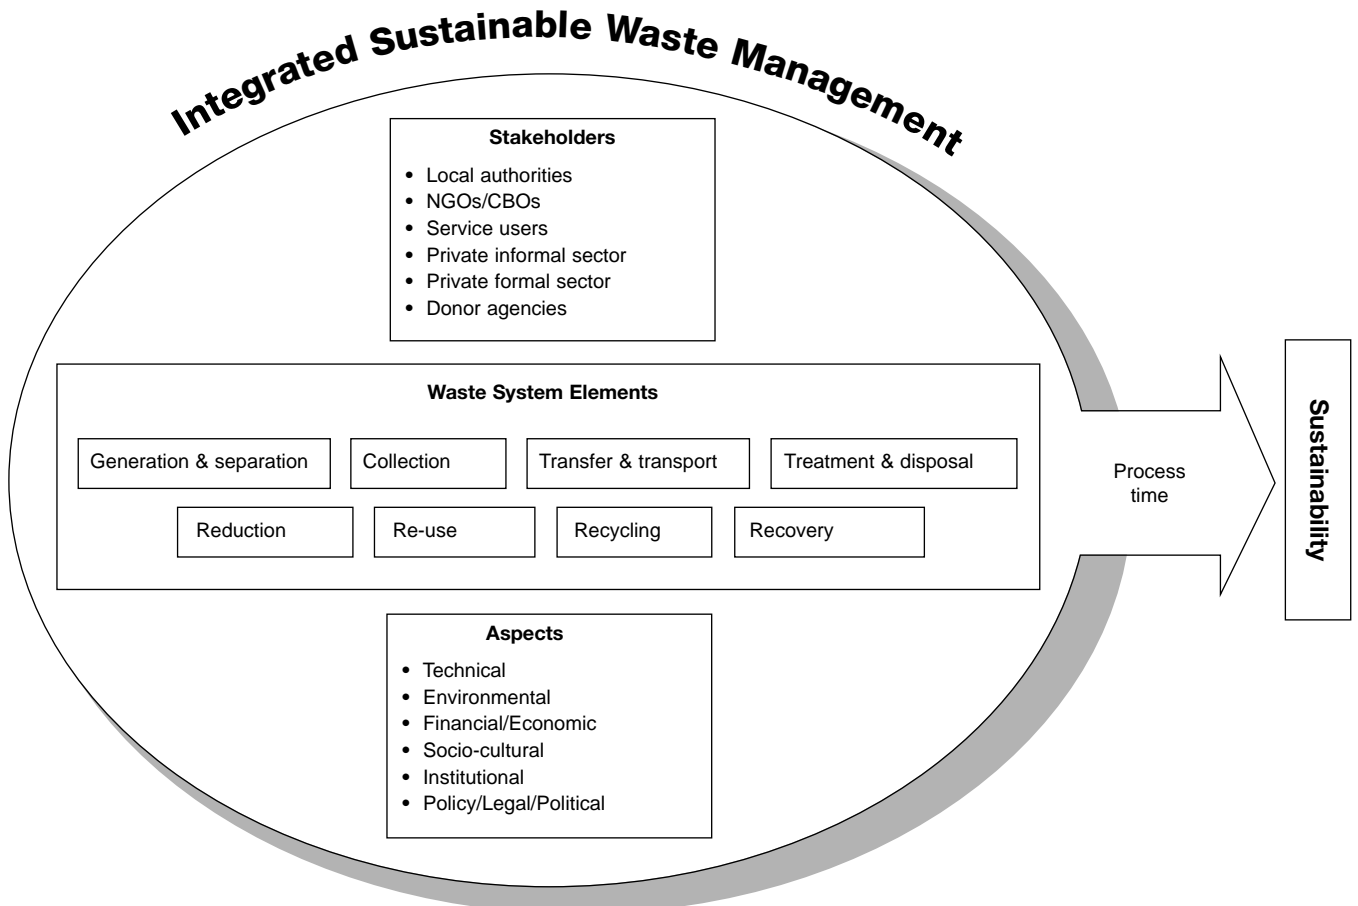 Integrated Sustainable Waste Management
Stakeholders
• Local authorities
• NGOs/CBOs
• Service users
• Private informal sector
• Private formal sector
• Donor agencies
Waste System Elements
Generation & separation
Collection
Transfer & transport
Treatment & disposal
Reduction
Re-use
Recycling
Recovery
Aspects
• Technical
• Environmental
• Financial/Economic
• Socio-cultural
• Institutional
• Policy/Legal/Political
Process
time
Sustainability